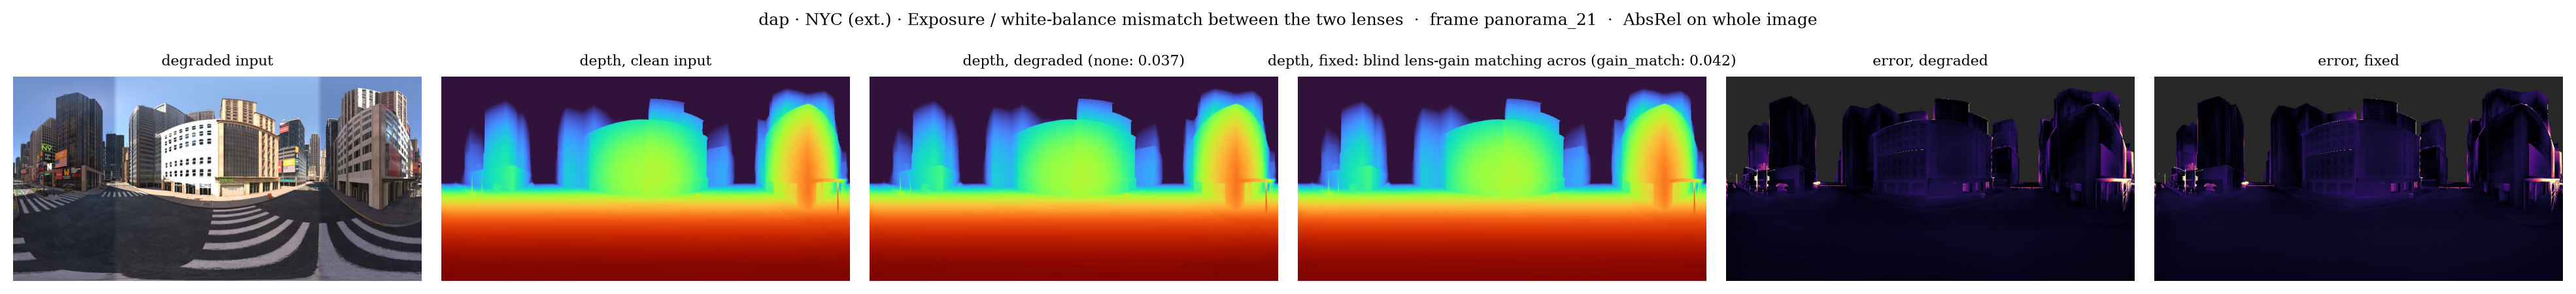 dap · NYC (ext.) · Exposure / white-balance mismatch between the two lenses · frame panorama_21 · AbsRel on whole image
degraded input
depth, clean input
depth, degraded (none: 0.037)
depth, fixed: blind lens-gain matching acros (gain_match: 0.042)
error, degraded
error, fixed